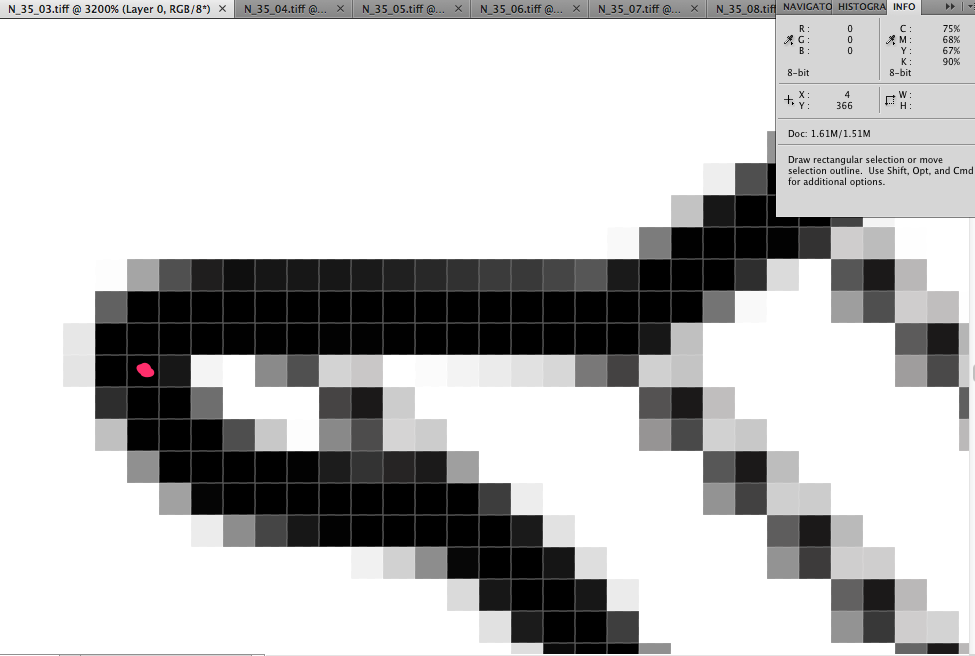 N_35_03.tiff @ 3200% (Layer 0, RGB/8*) × N_35_04.tiff @... × N_35_05.tiff @... × N_35_06.tiff @... × N_35_07.tiff @... × N_35_08.tiff
NAVIGATO HISTOGRA INFO
R : 0 C : 75%
G : 0 M : 68%
B : 0 Y : 67%
K : 90%
8-bit 8-bit
X : 4 W :
Y : 366 H :
Doc: 1.61M/1.51M
Draw rectangular selection or move
selection outline. Use Shift, Opt, and Cmd
for additional options.